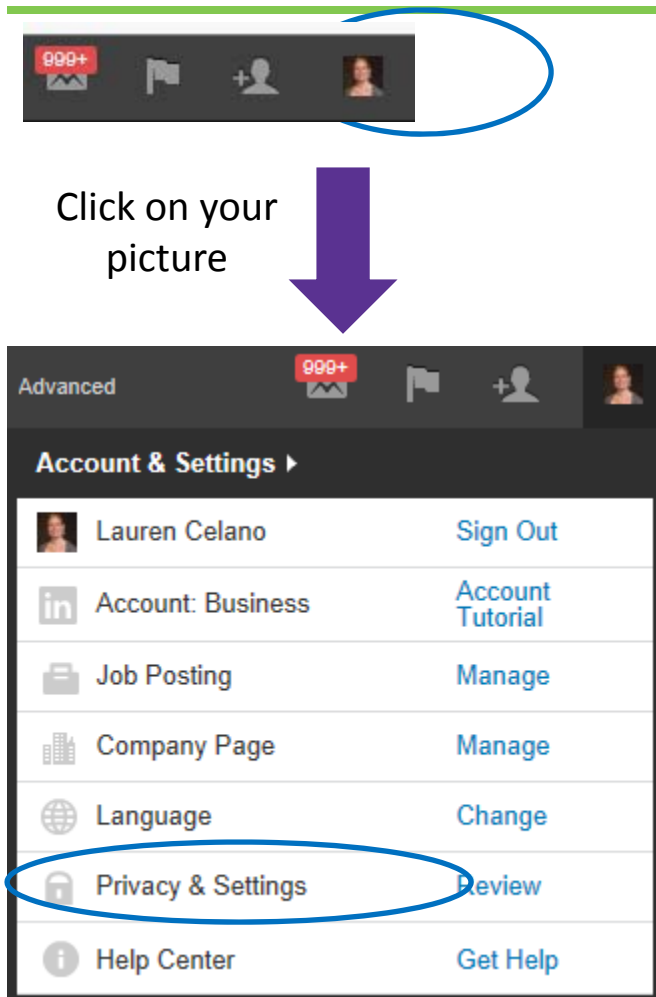 999+
Click on your
picture
Advanced
999+
Account & Settings
Lauren Celano Sign Out
in Account: Business Account
Tutorial
Job Posting Manage
Company Page Manage
Language Change
Privacy & Settings Review
Help Center Get Help